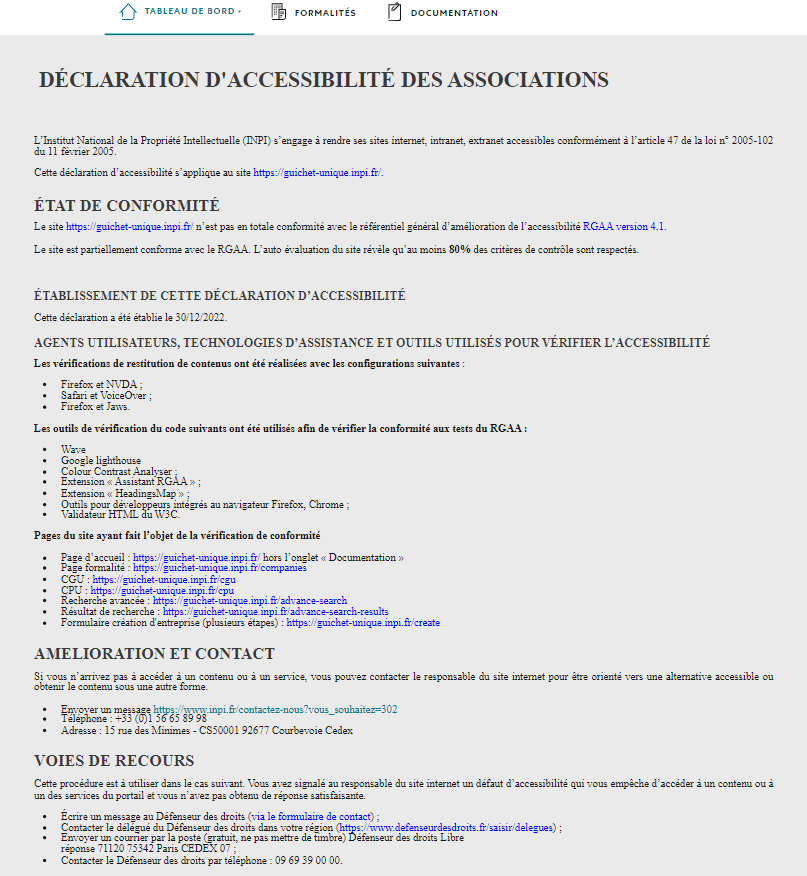 TABLEAU DE BORD
FORMALITÉS
DOCUMENTATION
DÉCLARATION D'ACCESSIBILITÉ DES ASSOCIATIONS
L'Institut National de la Propriété Intellectuelle (INPI) s'engage à rendre ses sites internet, intranet, extranet accessibles conformément à l'article 47 de la loi n° 2005-102
du 11 février 2005.
Cette déclaration d'accessibilité s'applique au site https://guichet-unique.inpi.fr/.
ÉTAT DE CONFORMITÉ
Le site https://guichet-unique.inpi.fr/ n'est pas en totale conformité avec le référentiel général d'amélioration de l'accessibilité RGAA version 4.1.
Le site est partiellement conforme avec le RGAA. L'auto évaluation du site révèle qu'au moins 80% des critères de contrôle sont respectés.
ÉTABLISSEMENT DE CETTE DÉCLARATION D'ACCESSIBILITÉ
Cette déclaration a été établie le 30/12/2022.
AGENTS UTILISATEURS, TECHNOLOGIES D'ASSISTANCE ET OUTILS UTILISÉS POUR VÉRIFIER L'ACCESSIBILITÉ
Les vérifications de restitution de contenus ont été réalisées avec les configurations suivantes :
• Firefox et NVDA ;
• Safari et VoiceOver ;
• Firefox et Jaws.
Les outils de vérification du code suivants ont été utilisés afin de vérifier la conformité aux tests du RGAA :
• Wave
• Google lighthouse
• Colour Contrast Analyser ;
• Extension « Assistant RGAA » ;
• Extension « HeadingsMap » ;
• Outils pour développeurs intégrés au navigateur Firefox, Chrome ;
• Validateur HTML du W3C.
Pages du site ayant fait l'objet de la vérification de conformité
• Page d'accueil : https://guichet-unique.inpi.fr/ hors l'onglet « Documentation »
• Page formalité : https://guichet-unique.inpi.fr/companies
• CGU : https://guichet-unique.inpi.fr/cgu
• CPU : https://guichet-unique.inpi.fr/cpu
• Recherche avancée : https://guichet-unique.inpi.fr/advance-search
• Résultat de recherche : https://guichet-unique.inpi.fr/advance-search-results
• Formulaire création d'entreprise (plusieurs étapes) : https://guichet-unique.inpi.fr/create
AMELIORATION ET CONTACT
Si vous n'arrivez pas à accéder à un contenu ou à un service, vous pouvez contacter le responsable du site internet pour être orienté vers une alternative accessible ou
obtenir le contenu sous une autre forme.
• Envoyer un message https://www.inpi.fr/contactez-nous?vous_souhaitez=302
• Téléphone : +33 (0)1 56 65 89 98
• Adresse : 15 rue des Minimes - CS50001 92677 Courbevoie Cedex
VOIES DE RECOURS
Cette procédure est à utiliser dans le cas suivant. Vous avez signalé au responsable du site internet un défaut d'accessibilité qui vous empêche d'accéder à un contenu ou à
un des services du portail et vous n'avez pas obtenu de réponse satisfaisante.
• Écrire un message au Défenseur des droits (via le formulaire de contact) ;
• Contacter le délégué du Défenseur des droits dans votre région (https://www.defenseurdesdroits.fr/saisir/delegues) ;
• Envoyer un courrier par la poste (gratuit, ne pas mettre de timbre) Défenseur des droits Libre
réponse 71120 75342 Paris CEDEX 07 ;
• Contacter le Défenseur des droits par téléphone : 09 69 39 00 00.